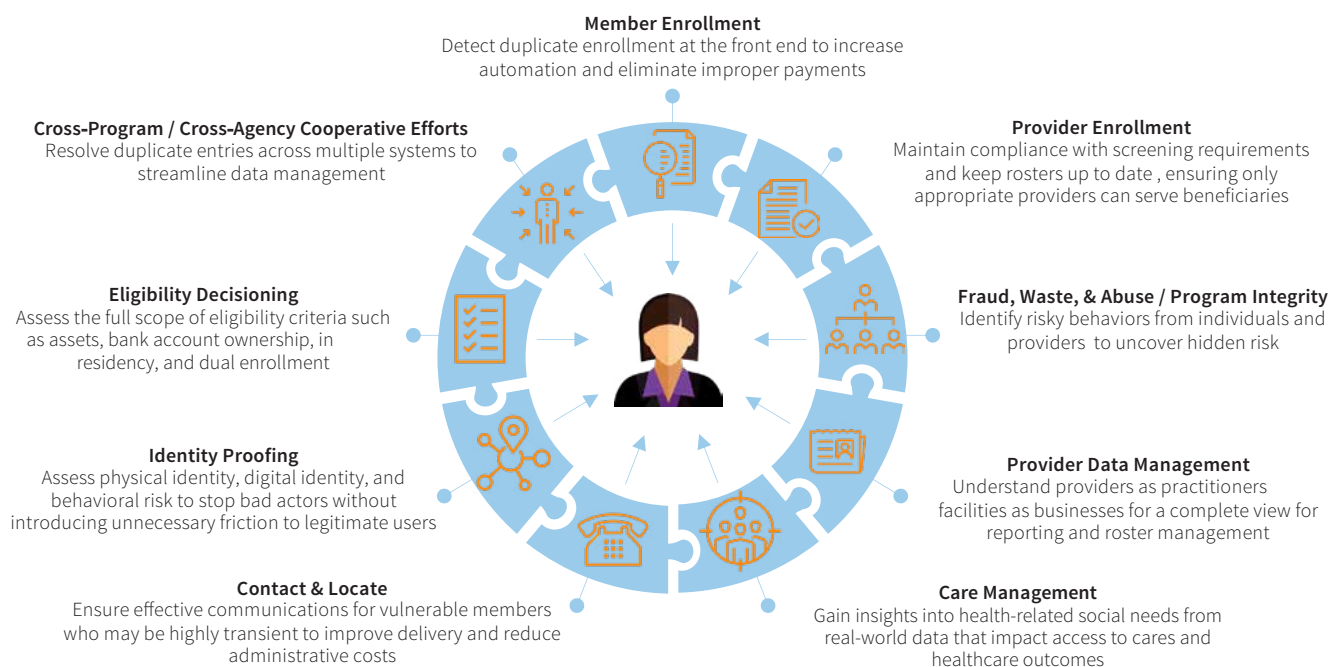 Member Enrollment
Detect duplicate enrollment at the front end to increase
automation and eliminate improper payments
Cross-Program / Cross-Agency Cooperative Efforts
Resolve duplicate entries across multiple systems to
streamline data management
Provider Enrollment
Maintain compliance with screening requirements
and keep rosters up to date , ensuring only
appropriate providers can serve beneficiaries
Eligibility Decisioning
Assess the full scope of eligibility criteria such
as assets, bank account ownership, in
residency, and dual enrollment
Fraud, Waste, & Abuse / Program Integrity
Identify risky behaviors from individuals and
providers to uncover hidden risk
Identity Proofing
Assess physical identity, digital identity, and
behavioral risk to stop bad actors without
introducing unnecessary friction to legitimate users
Provider Data Management
Understand providers as practitioners
facilities as businesses for a complete view for
reporting and roster management
Contact & Locate
Ensure effective communications for vulnerable members
who may be highly transient to improve delivery and reduce
administrative costs
Care Management
Gain insights into health-related social needs from
real-world data that impact access to cares and
healthcare outcomes